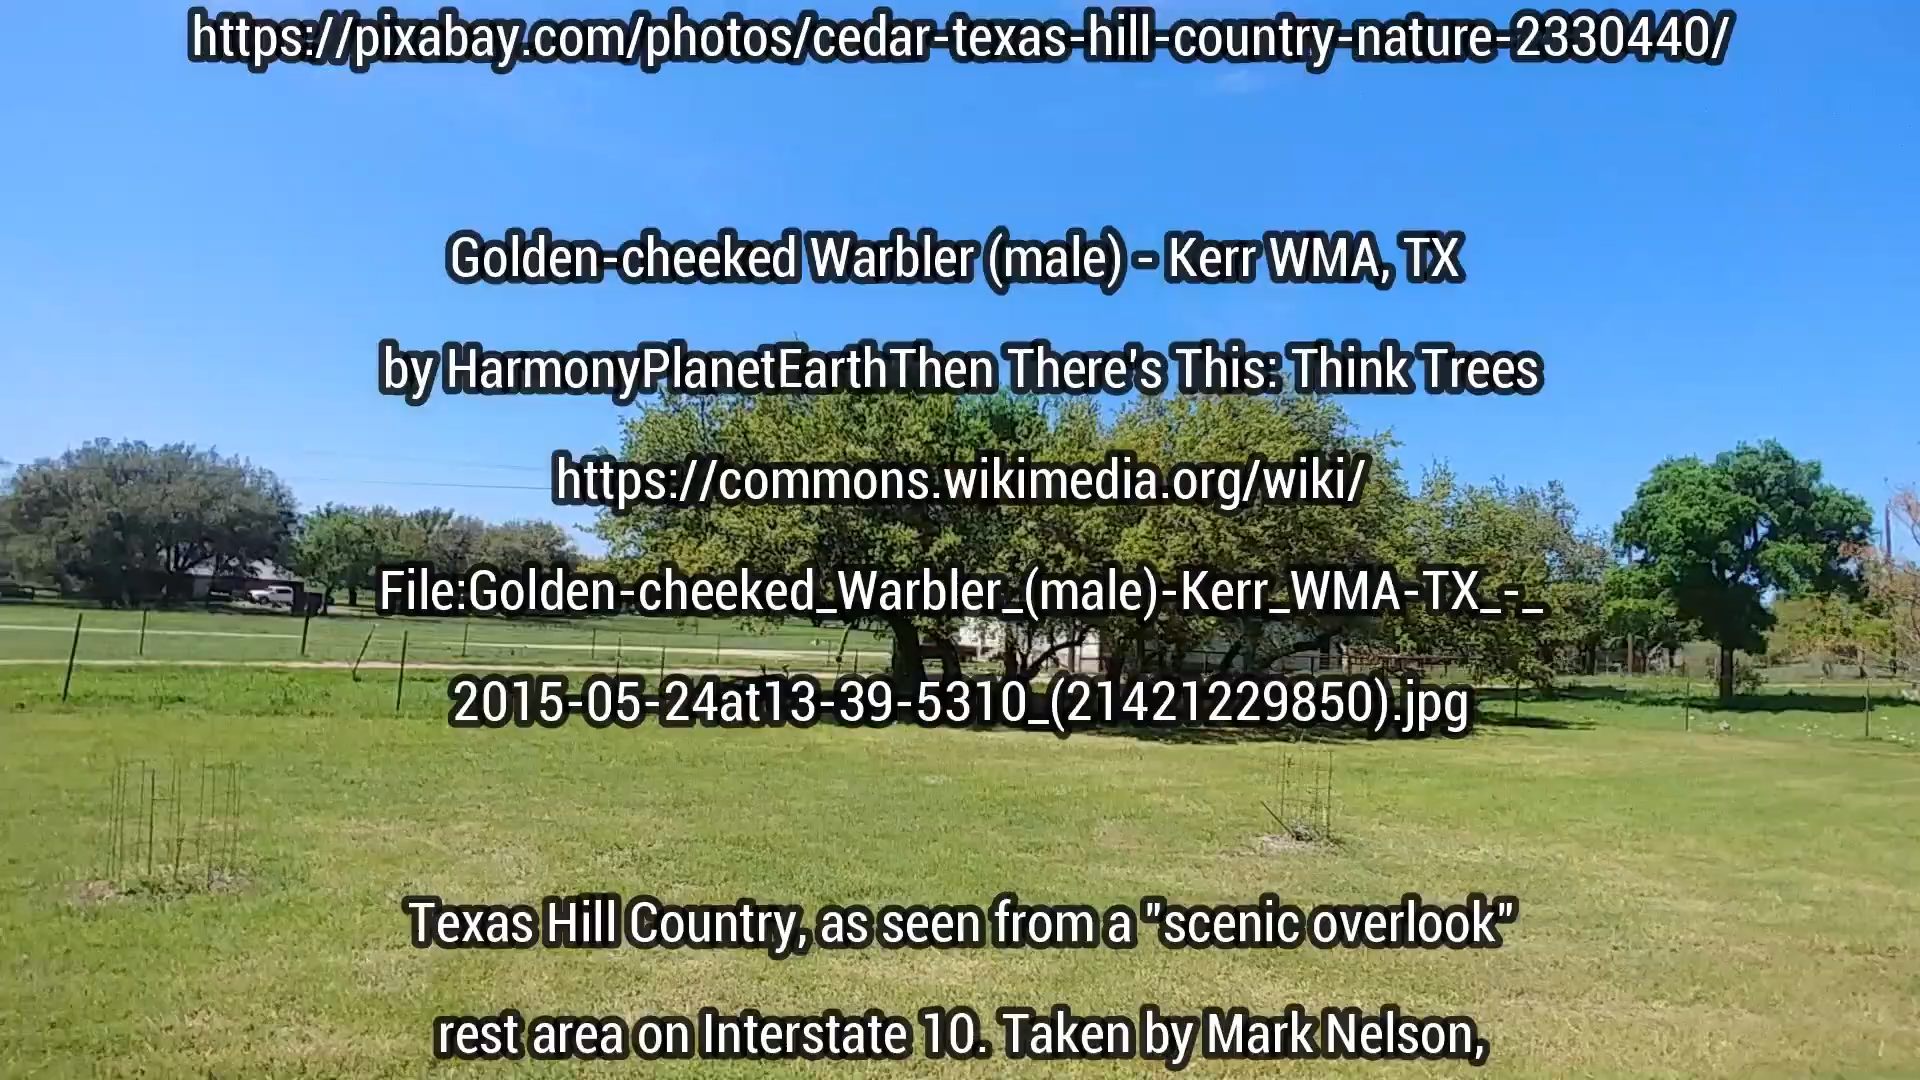 https://pixabay.com/photos/cedar-texas-hill-country-nature-2330440/
Golden-cheeked Warbler (male) - Kerr WMA, TX
by HarmonyPlanetEarthThen There's This: Think Trees
https://commons.wikimedia.org/wiki/
File:Golden-cheeked_Warbler_(male)-Kerr_WMA-TX_-_
2015-05-24at13-39-5310_(21421229850).jpg
Texas Hill Country, as seen from a "scenic overlook"
rest area on Interstate 10. Taken by Mark Nelson,